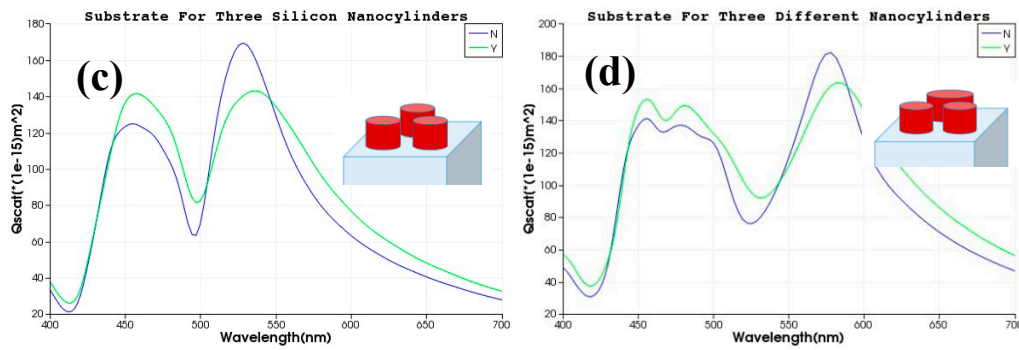 Substrate For Three Silicon Nanocylinders
(c)
N
Y
Qscat(*(1e-15)m^2)
180
160
140
120
100
80
60
40
20
400 450 500 550 600 650 700
Wavelength(nm)
Substrate For Three Different Nanocylinders
(d)
N
Y
Qscat(*(1e-15)m^2)
200
180
160
140
120
100
80
60
40
20
400 450 500 550 600 650 700
Wavelength(nm)